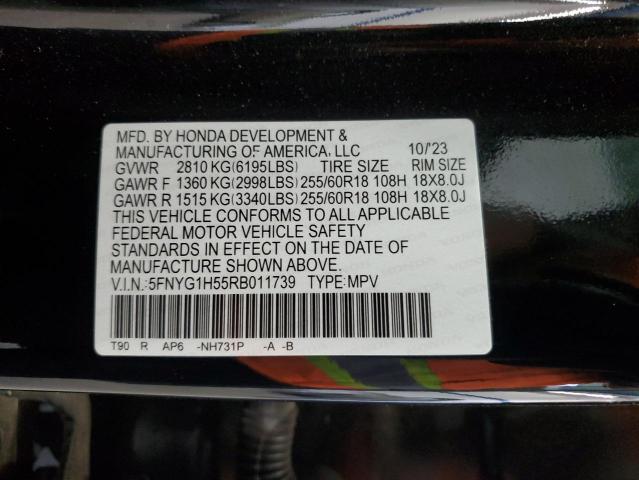 MFD. BY HONDA DEVELOPMENT &
MANUFACTURING OF AMERICA, LLC 10/'23
GVWR 2810 KG(6195LBS) TIRE SIZE RIM SIZE
GAWR F 1360 KG(2998LBS) 255/60R18 108H 18X8.0J
GAWR R 1515 KG(3340LBS) 255/60R18 108H 18X8.0J
THIS VEHICLE CONFORMS TO ALL APPLICABLE
FEDERAL MOTOR VEHICLE SAFETY
STANDARDS IN EFFECT ON THE DATE OF
MANUFACTURE SHOWN ABOVE.
V.I.N.:5FNYG1H55RB011739 TYPE:MPV
T90 R AP6 -NH731P -A -B